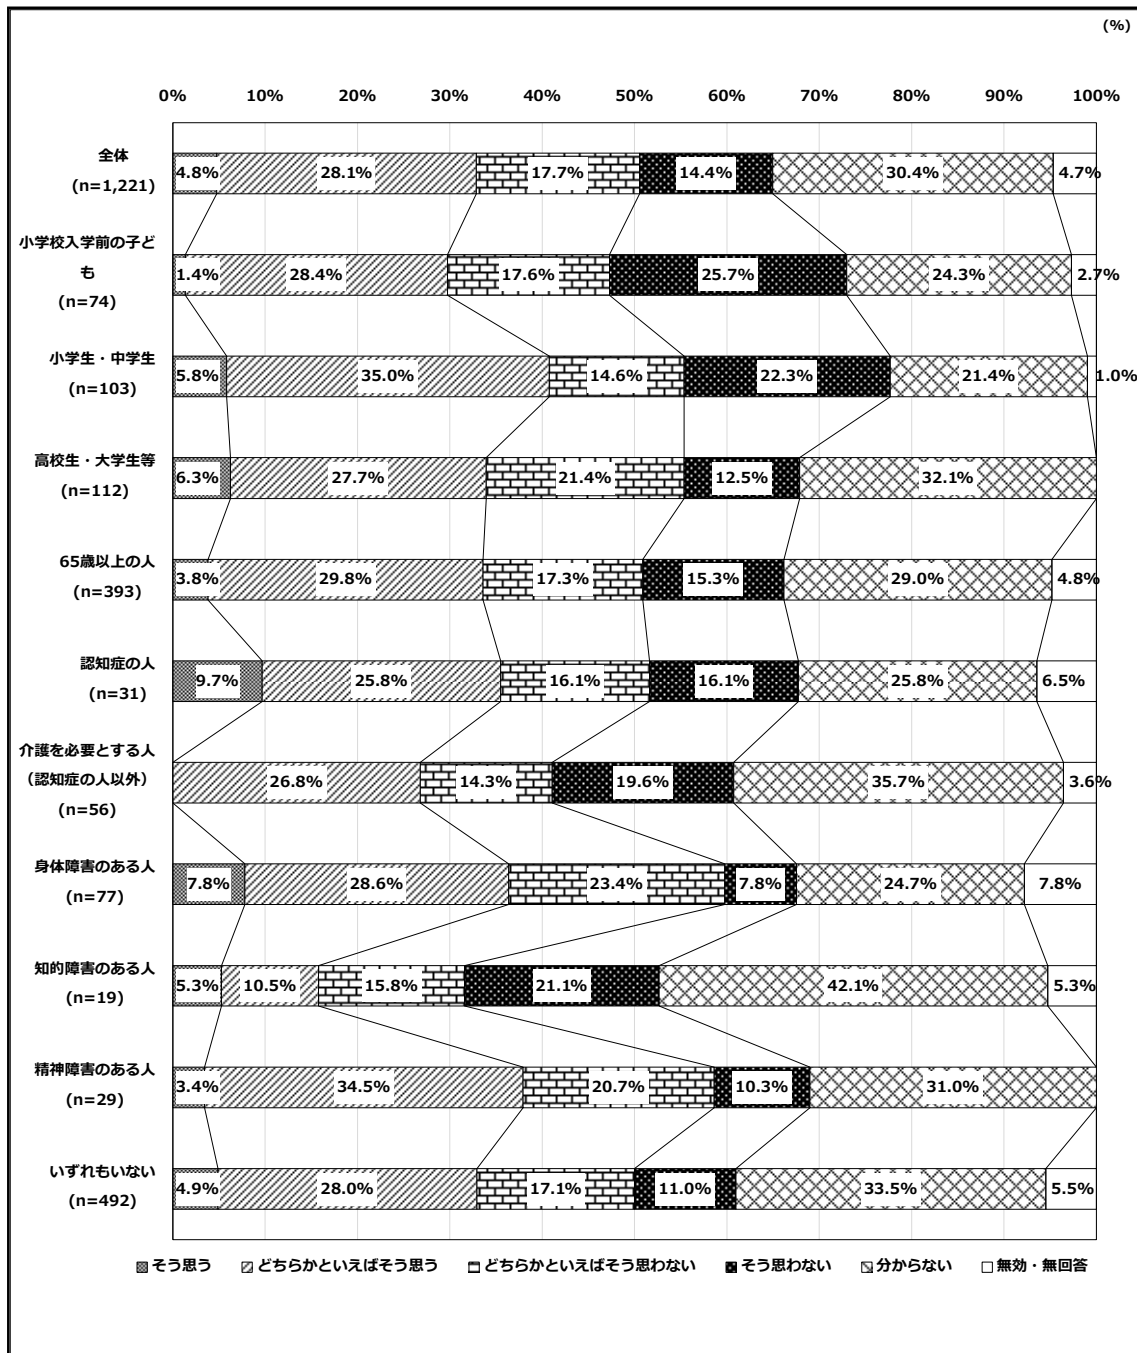 (%)
0% 10% 20% 30% 40% 50% 60% 70% 80% 90% 100%
全体
(n=1,221)
4.8% 28.1% 17.7% 14.4% 30.4% 4.7%
小学校入学前の子ど
も
(n=74)
1.4% 28.4% 17.6% 25.7% 24.3% 2.7%
小学生・中学生
(n=103)
5.8% 35.0% 14.6% 22.3% 21.4% 1.0%
高校生・大学生等
(n=112)
6.3% 27.7% 21.4% 12.5% 32.1%
65歳以上の人
(n=393)
3.8% 29.8% 17.3% 15.3% 29.0% 4.8%
認知症の人
(n=31)
9.7% 25.8% 16.1% 16.1% 25.8% 6.5%
介護を必要とする人
（認知症の人以外）
(n=56)
26.8% 14.3% 19.6% 35.7% 3.6%
身体障害のある人
(n=77)
7.8% 28.6% 23.4% 7.8% 24.7% 7.8%
知的障害のある人
(n=19)
5.3% 10.5% 15.8% 21.1% 42.1% 5.3%
精神障害のある人
(n=29)
3.4% 34.5% 20.7% 10.3% 31.0%
いずれもいない
(n=492)
4.9% 28.0% 17.1% 11.0% 33.5% 5.5%
そう思う どちらかといえばそう思う どちらかといえばそう思わない そう思わない 分からない 無効・無回答